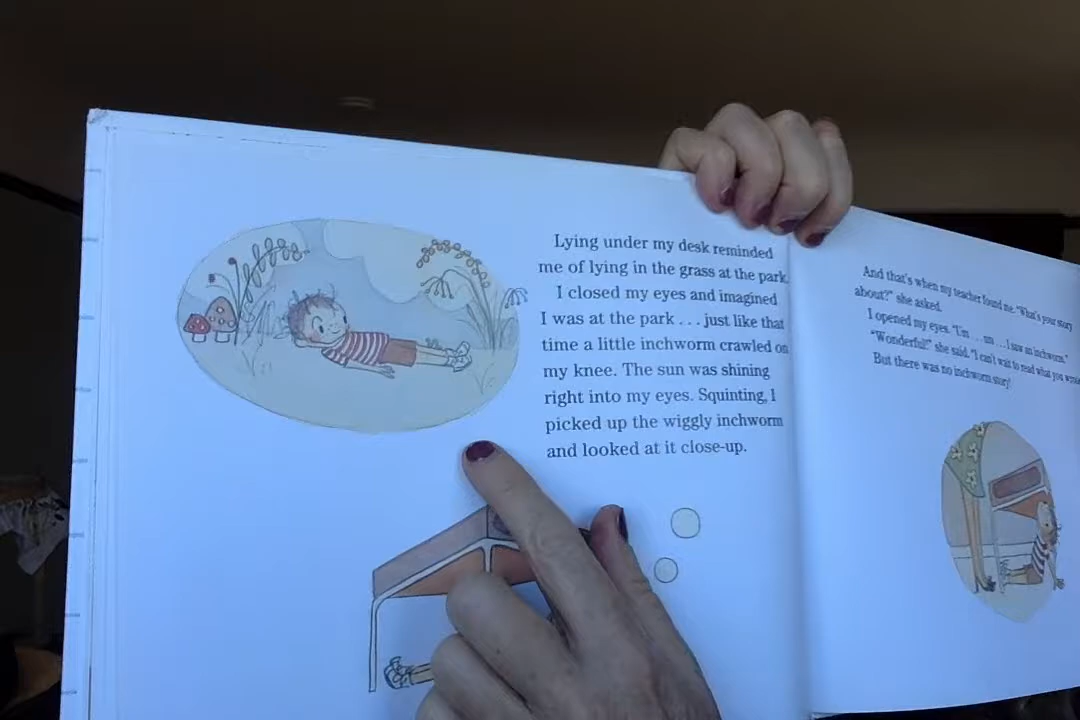 Lying under my desk reminded
me of lying in the grass at the park.
I closed my eyes and imagined
I was at the park . . . just like that
time a little inchworm crawled on
my knee. The sun was shining
right into my eyes. Squinting, I
picked up the wiggly inchworm
and looked at it close-up.
And that's when my teacher found me. "What's your story
about?" she asked.
I opened my eyes. "Um . . . um . . . I saw an inchworm."
"Wonderful!" she said. "I can't wait to read what you wrote
But there was no inchworm story!